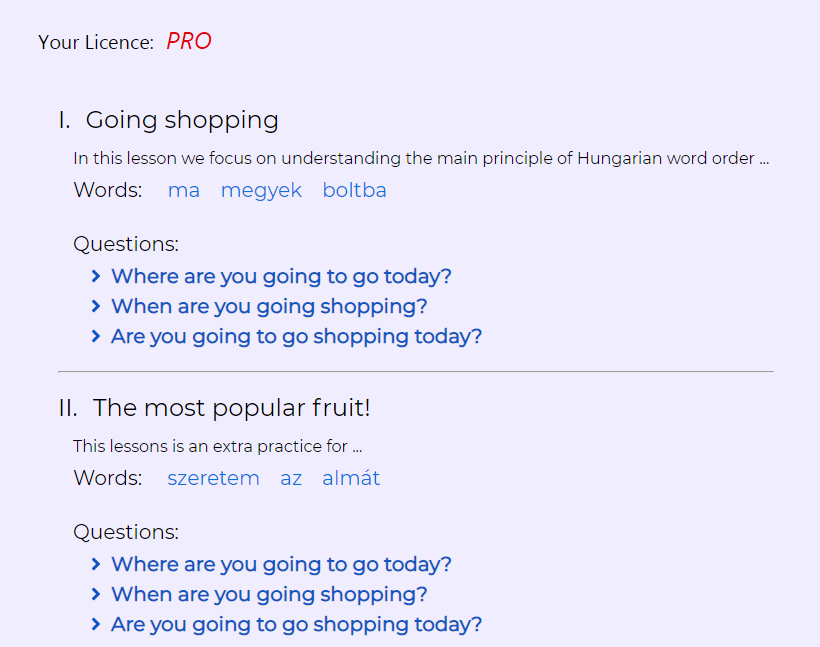 Your Licence: PRO
I. Going shopping
In this lesson we focus on understanding the main principle of Hungarian word order ...
Words: ma megyek boltba
Questions:
Where are you going to go today?
When are you going shopping?
Are you going to go shopping today?
II. The most popular fruit!
This lessons is an extra practice for ...
Words: szeretem az almát
Questions:
Where are you going to go today?
When are you going shopping?
Are you going to go shopping today?